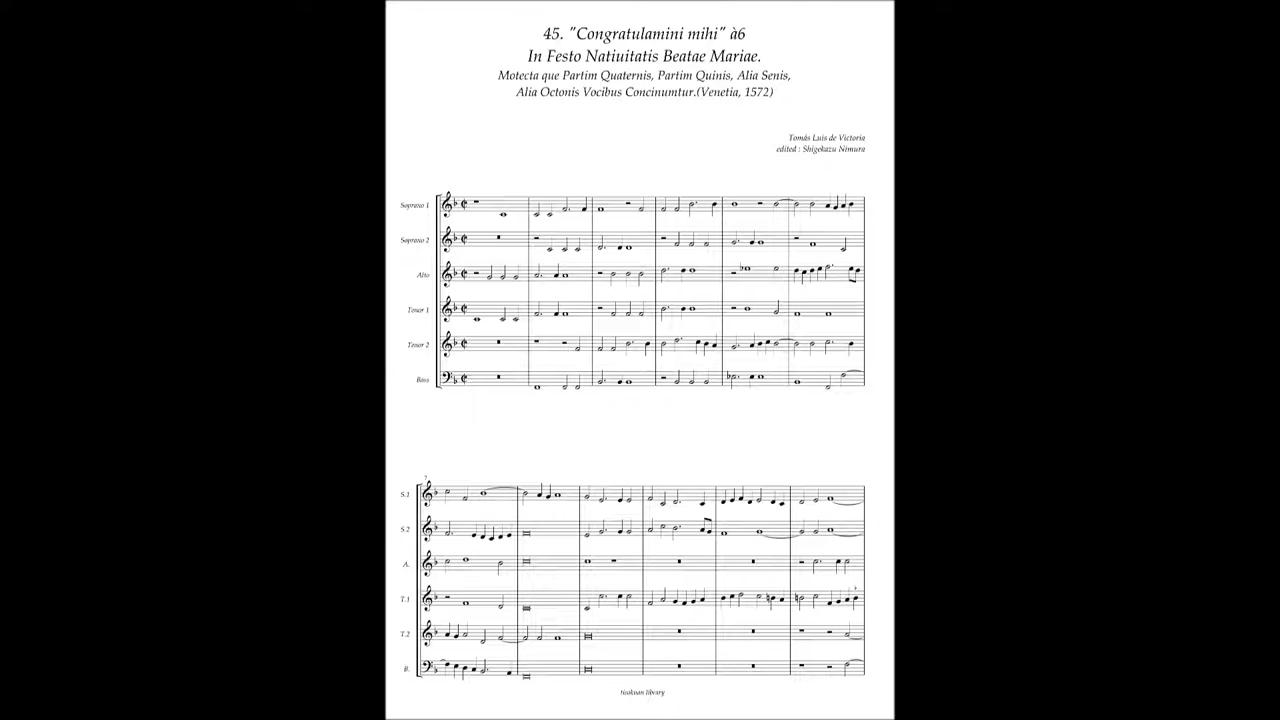 45. "Congratulamini mihi" à6
In Festo Natiuitatis Beatae Mariae.
Motecta que Partim Quaternis, Partim Quinis, Alia Senis,
Alia Octonis Vocibus Concinumtur.(Venetia, 1572)
Tomás Luis de Victoria
edited : Shigekazu Nimura
Soprano 1
Soprano 2
Alto
Tenor 1
Tenor 2
Bass
7
S.1
S.2
A.
T.1
T.2
B.
library